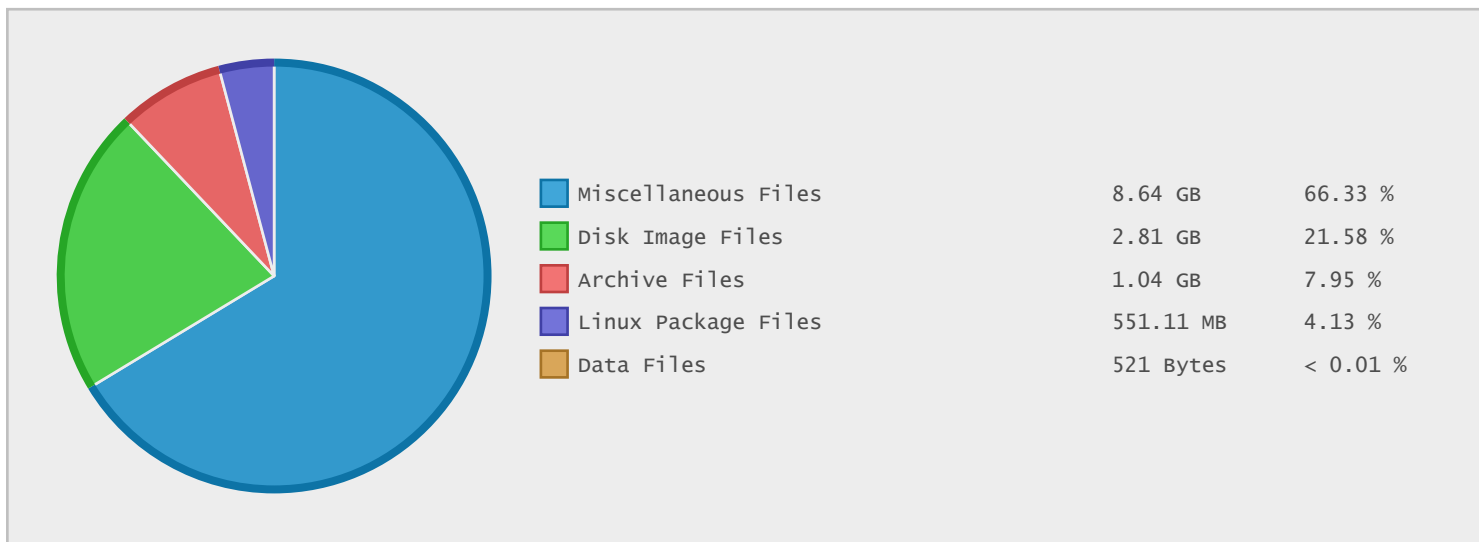 Miscellaneous Files 8.64 GB 66.33 %
Disk Image Files 2.81 GB 21.58 %
Archive Files 1.04 GB 7.95 %
Linux Package Files 551.11 MB 4.13 %
Data Files 521 Bytes < 0.01 %